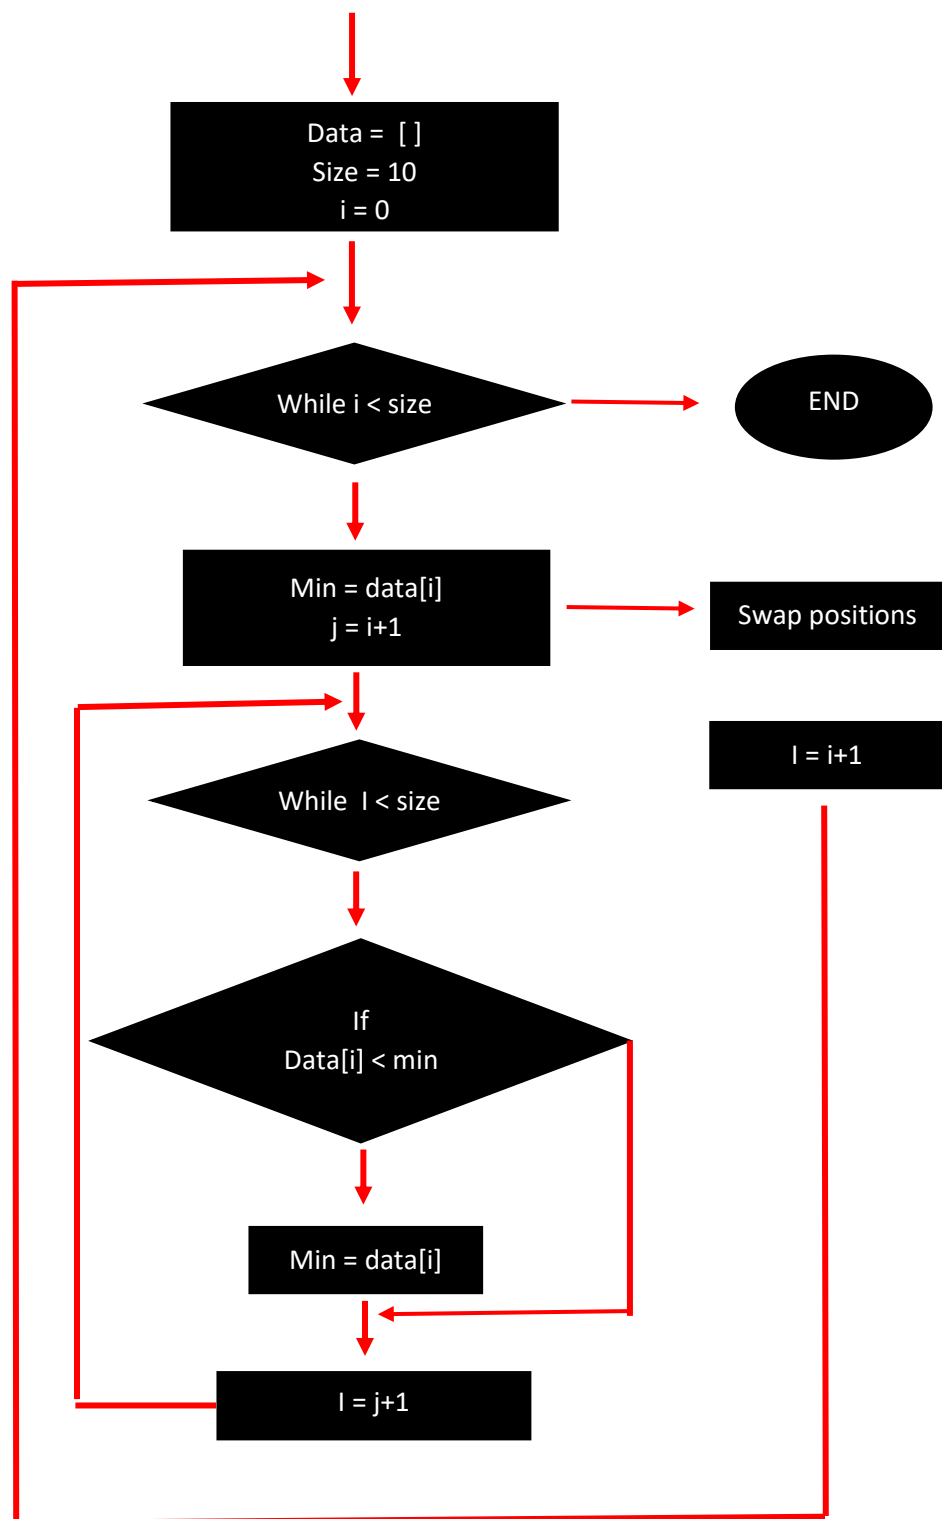 Data = [ ]
Size = 10
i = 0
While i < size
END
Min = data[i]
j = i+1
Swap positions
I = i+1
While I < size
If
Data[i] < min
Min = data[i]
I = j+1